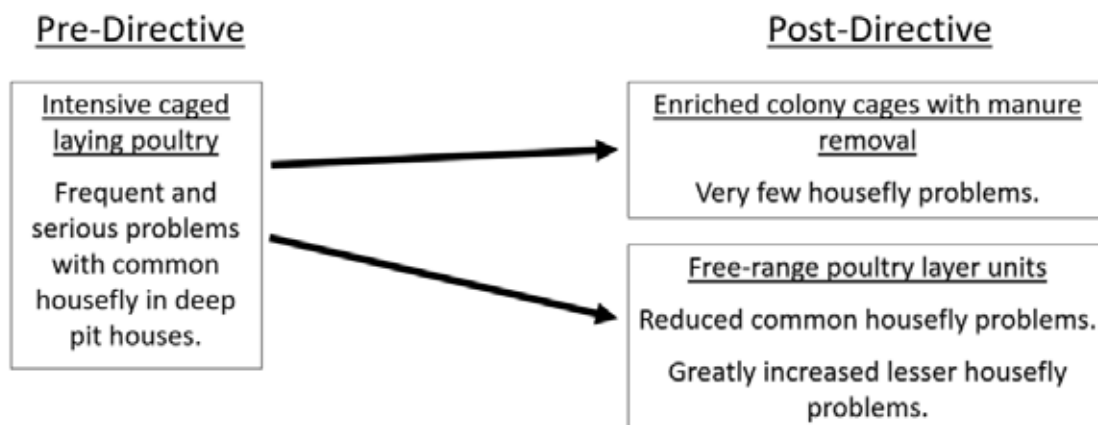 Pre-Directive
Intensive caged
laying poultry
Frequent and
serious problems
with common
housefly in deep
pit houses.
Post-Directive
Enriched colony cages with manure
removal
Very few housefly problems.
Free-range poultry layer units
Reduced common housefly problems.
Greatly increased lesser housefly
problems.